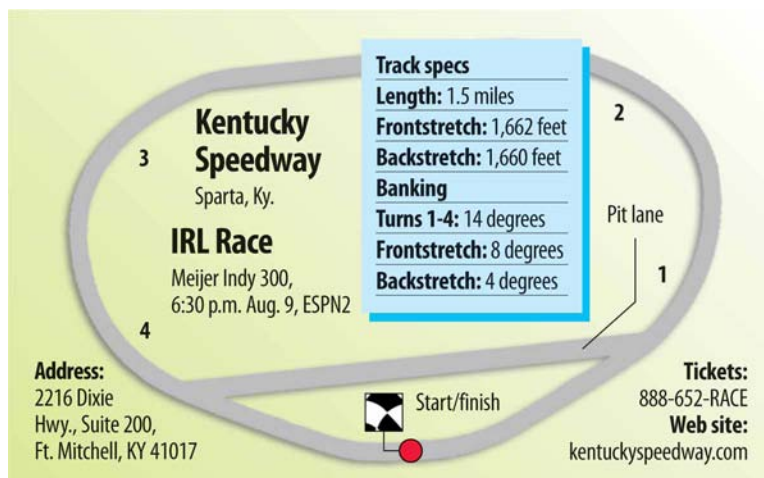 Track specs
Length: 1.5 miles
Frontstretch: 1,662 feet
Backstretch: 1,660 feet
Banking
Turns 1-4: 14 degrees
Frontstretch: 8 degrees
Backstretch: 4 degrees
Kentucky
Speedway
Sparta, Ky.
IRL Race
Meijer Indy 300,
6:30 p.m. Aug. 9, ESPN2
2
3
Pit lane
1
4
Address:
2216 Dixie
Hwy., Suite 200,
Ft. Mitchell, KY 41017
Start/finish
Tickets:
888-652-RACE
Web site:
kentuckyspeedway.com